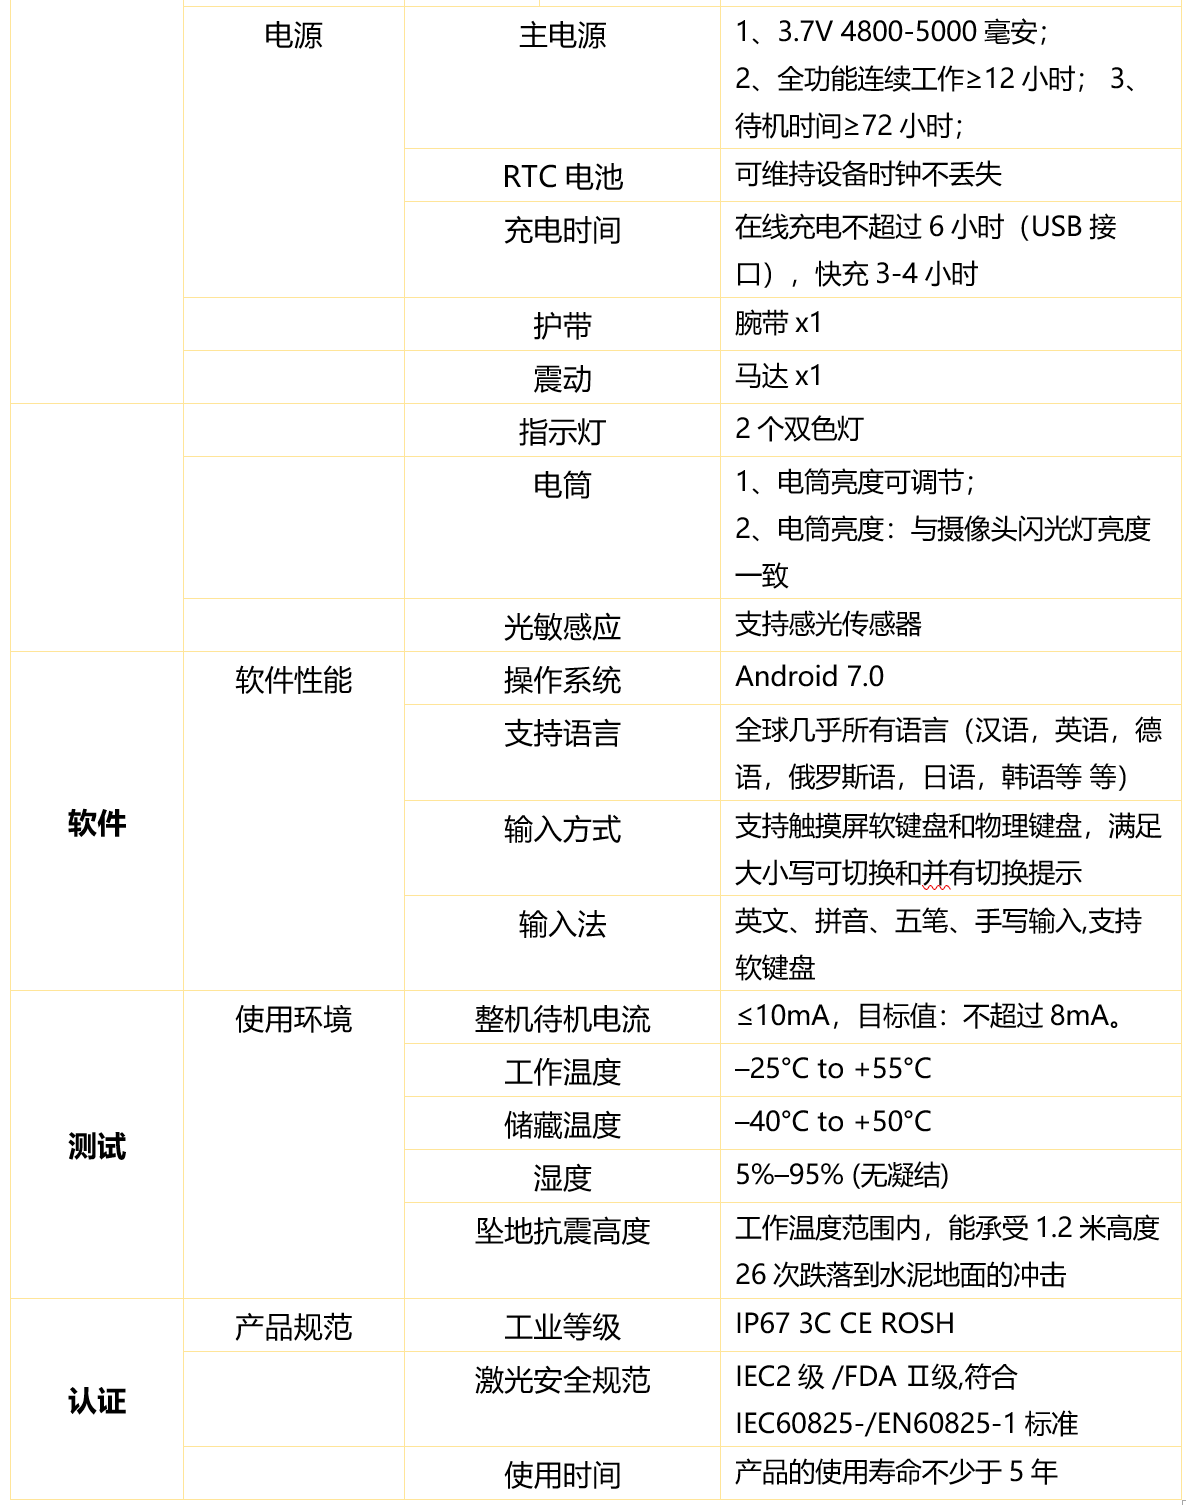 电源
主电源
1、3.7V 4800-5000 毫安；
2、全功能连续工作≥12 小时； 3、
待机时间≥72 小时；
RTC 电池
可维持设备时钟不丢失
充电时间
在线充电不超过 6 小时（USB 接
口），快充 3-4 小时
护带
腕带 x1
震动
马达 x1
指示灯
2 个双色灯
电筒
1、电筒亮度可调节；
2、电筒亮度：与摄像头闪光灯亮度
一致
光敏感应
支持感光传感器
软件
软件性能
操作系统
Android 7.0
支持语言
全球几乎所有语言（汉语，英语，德
语，俄罗斯语，日语，韩语等 等）
输入方式
支持触摸屏软键盘和物理键盘，满足
大小写可切换和并有切换提示
输入法
英文、拼音、五笔、手写输入,支持
软键盘
测试
使用环境
整机待机电流
≤10mA，目标值：不超过 8mA。
工作温度
–25°C to +55°C
储藏温度
–40°C to +50°C
湿度
5%–95% (无凝结)
坠地抗震高度
工作温度范围内，能承受 1.2 米高度
26 次跌落到水泥地面的冲击
认证
产品规范
工业等级
IP67 3C CE ROSH
激光安全规范
IEC2 级 /FDA Ⅱ级,符合
IEC60825-/EN60825-1 标准
使用时间
产品的使用寿命不少于 5 年